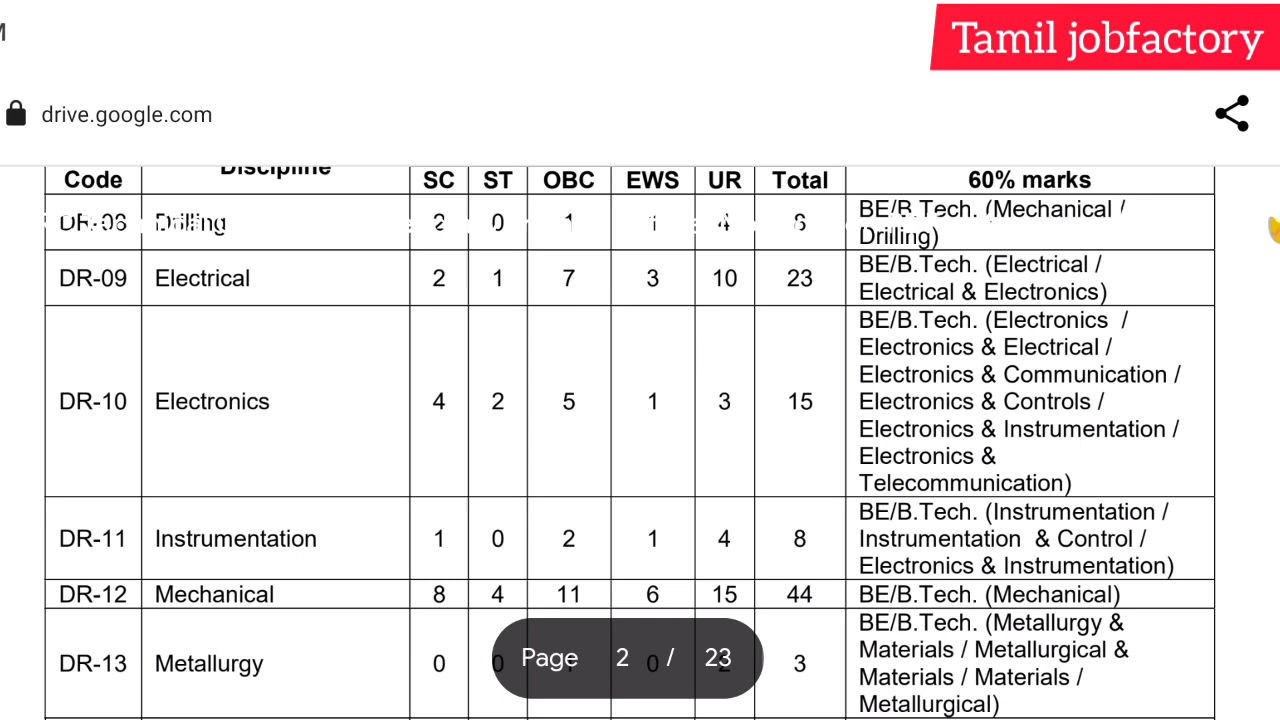 Tamil jobfactory
drive.google.com
Code Discipline SC ST OBC EWS UR Total 60% marks
DR-08 Drilling 2 0 1 1 4 8 BE/B.Tech. (Mechanical /
Drilling)
DR-09 Electrical 2 1 7 3 10 23 BE/B.Tech. (Electrical /
Electrical & Electronics)
BE/B.Tech. (Electronics /
Electronics & Electrical /
Electronics & Communication /
DR-10 Electronics 4 2 5 1 3 15 Electronics & Controls /
Electronics & Instrumentation /
Electronics &
Telecommunication)
BE/B.Tech. (Instrumentation /
DR-11 Instrumentation 1 0 2 1 4 8 Instrumentation & Control /
Electronics & Instrumentation)
DR-12 Mechanical 8 4 11 6 15 44 BE/B.Tech. (Mechanical)
BE/B.Tech. (Metallurgy &
Materials / Metallurgical &
DR-13 Metallurgy 0 0 1 0 2 3 Materials / Materials /
Metallurgical)
Page 2 / 23